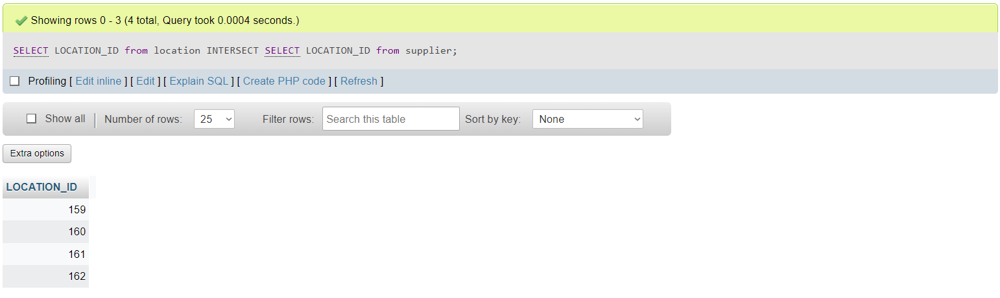 Showing rows 0 - 3 (4 total, Query took 0.0004 seconds.)
SELECT LOCATION_ID from location INTERSECT SELECT LOCATION_ID from supplier;
Profiling [ Edit inline ] [ Edit ] [ Explain SQL ] [ Create PHP code ] [ Refresh ]
Show all | Number of rows: 25 Filter rows: Search this table Sort by key: None
Extra options
LOCATION_ID
159
160
161
162